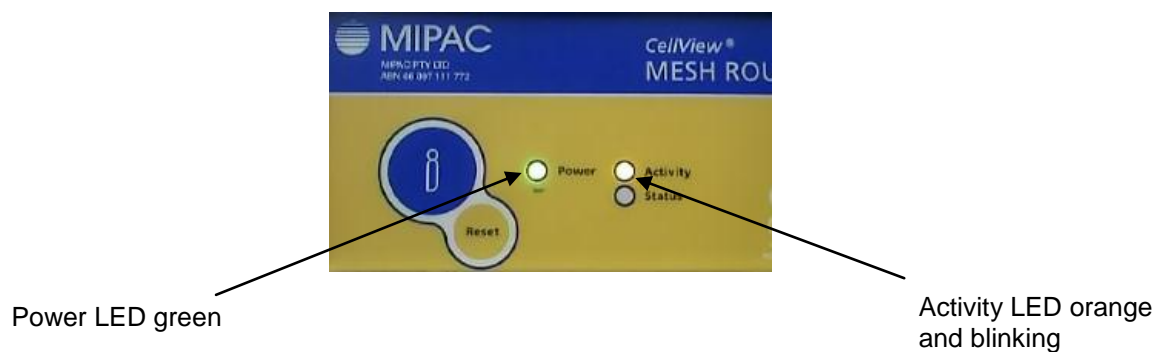 MIPAC
MIPAC PTY LTD
ABN 66 097 111 772
CellView®
MESH ROU
i
Power
Activity
Status
Reset
Power LED green
Activity LED orange
and blinking